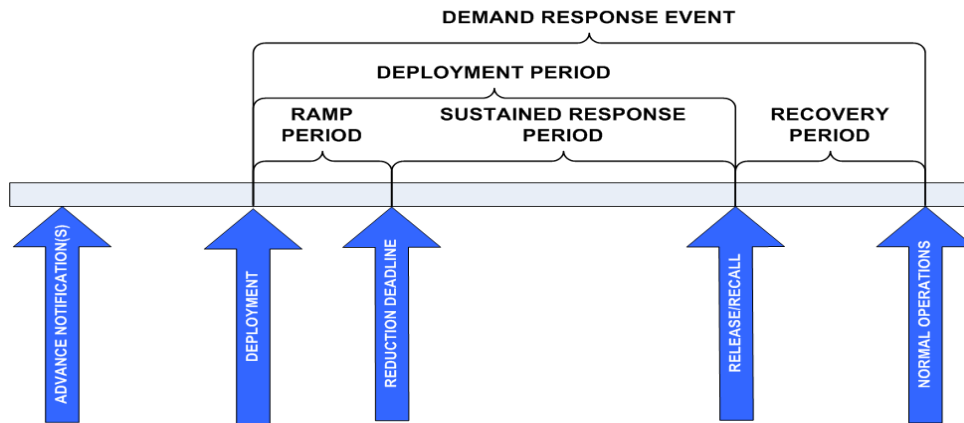 DEMAND RESPONSE EVENT
DEPLOYMENT PERIOD
RAMP
PERIOD
SUSTAINED RESPONSE
PERIOD
RECOVERY
PERIOD
ADVANCE NOTIFICATION(S)
DEPLOYMENT
REDUCTION DEADLINE
RELEASE/RECALL
NORMAL OPERATIONS